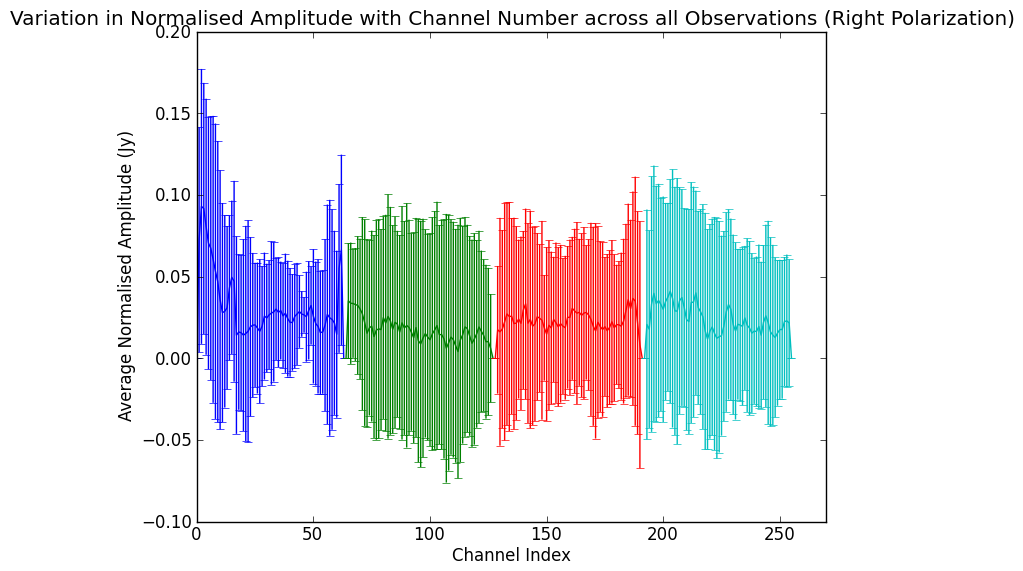 Variation in Normalised Amplitude with Channel Number across all Observations (Right Polarization)
0.20
0.15
0.10
0.05
0.00
−0.05
−0.10
Average Normalised Amplitude (Jy)
0 50 100 150 200 250
Channel Index